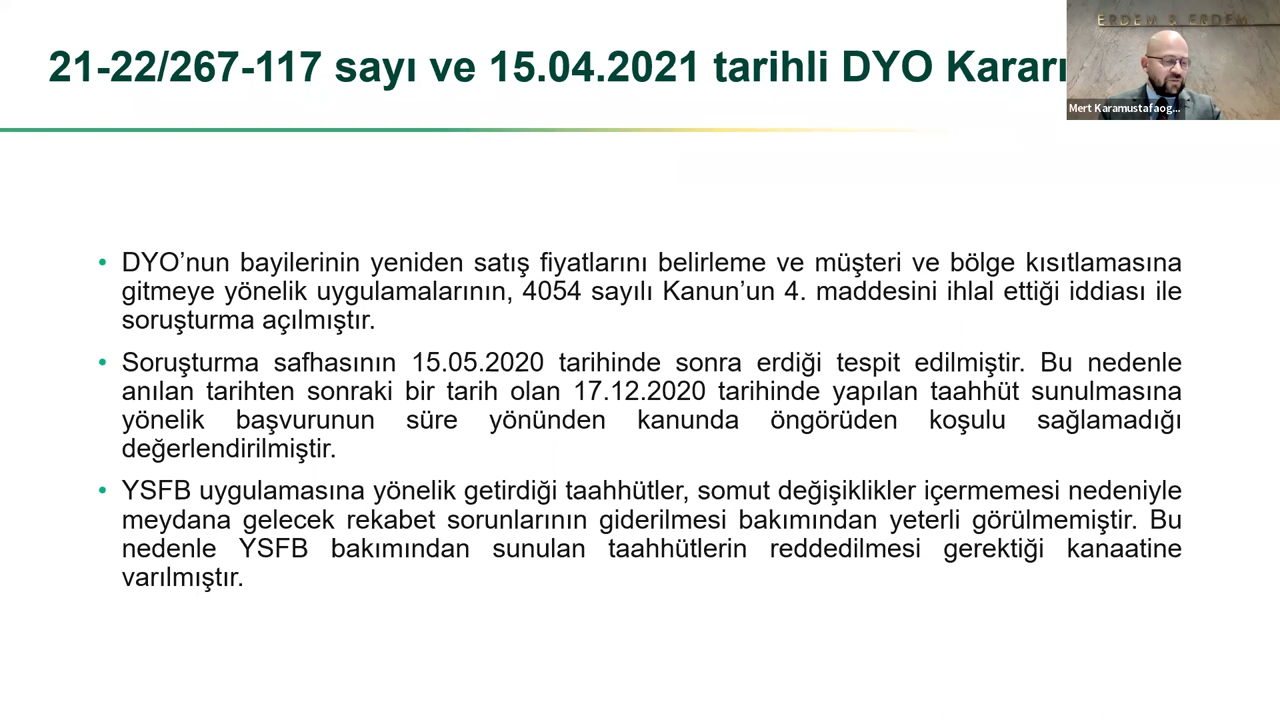 21-22/267-117 sayı ve 15.04.2021 tarihli DYO Kararı
ERDEM & ERDEM
Mert Karamustafaog...
• DYO’nun bayilerinin yeniden satış fiyatlarını belirleme ve müşteri ve bölge kısıtlamasına
gitmeye yönelik uygulamalarının, 4054 sayılı Kanun’un 4. maddesini ihlal ettiği iddiası ile
soruşturma açılmıştır.
• Soruşturma safhasının 15.05.2020 tarihinde sonra erdiği tespit edilmiştir. Bu nedenle
anılan tarihten sonraki bir tarih olan 17.12.2020 tarihinde yapılan taahhüt sunulmasına
yönelik başvurunun süre yönünden kanunda öngörüden koşulu sağlamadığı
değerlendirilmiştir.
• YSFB uygulamasına yönelik getirdiği taahhütler, somut değişiklikler içermemesi nedeniyle
meydana gelecek rekabet sorunlarının giderilmesi bakımından yeterli görülmemiştir. Bu
nedenle YSFB bakımından sunulan taahhütlerin reddedilmesi gerektiği kanaatine
varılmıştır.